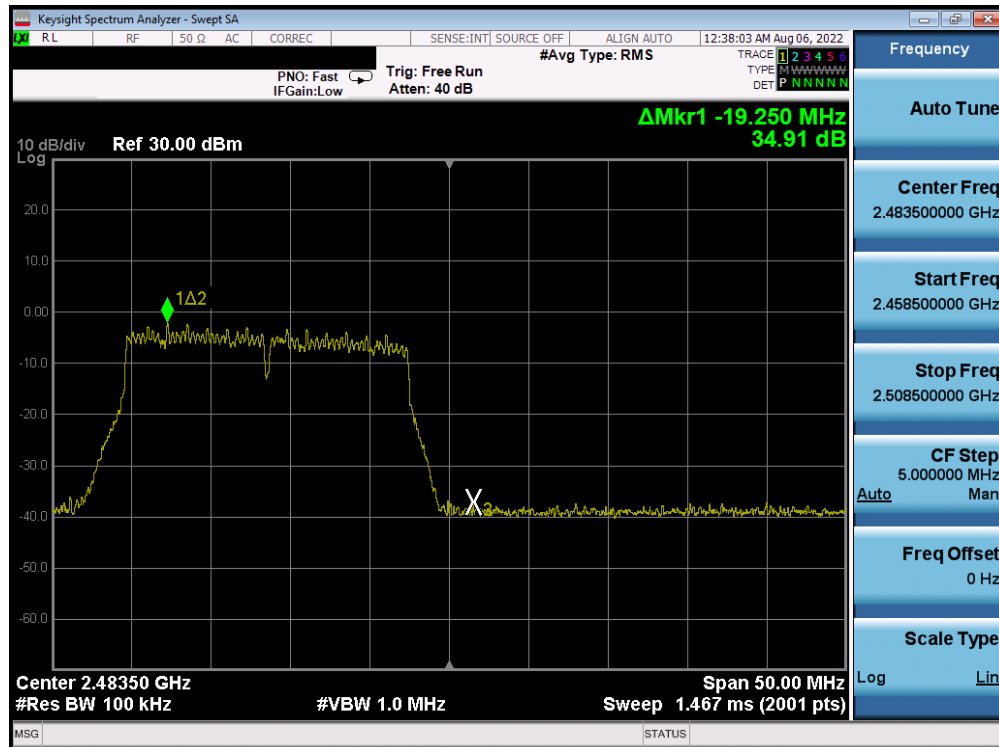 Keysight Spectrum Analyzer - Swept SA
LXI RL RF 50 Ω AC CORREC SENSE:INT SOURCE OFF ALIGN AUTO 12:38:03 AM Aug 06, 2022
PNO: Fast
IFGain:Low
Trig: Free Run
Atten: 40 dB
#Avg Type: RMS
TRACE 1 2 3 4 5 6
TYPE M W W W W W
DET P N N N N N
ΔMkr1 -19.250 MHz
34.91 dB
10 dB/div Ref 30.00 dBm
Log
20.0
10.0
0.00
-10.0
-20.0
-30.0
-40.0
-50.0
-60.0
1Δ2
X2
Center 2.48350 GHz
Span 50.00 MHz
#Res BW 100 kHz
#VBW 1.0 MHz
Sweep 1.467 ms (2001 pts)
MSG
STATUS
Frequency
Auto Tune
Center Freq
2.483500000 GHz
Start Freq
2.458500000 GHz
Stop Freq
2.508500000 GHz
CF Step
5.000000 MHz
Auto Man
Freq Offset
0 Hz
Scale Type
Log Lin